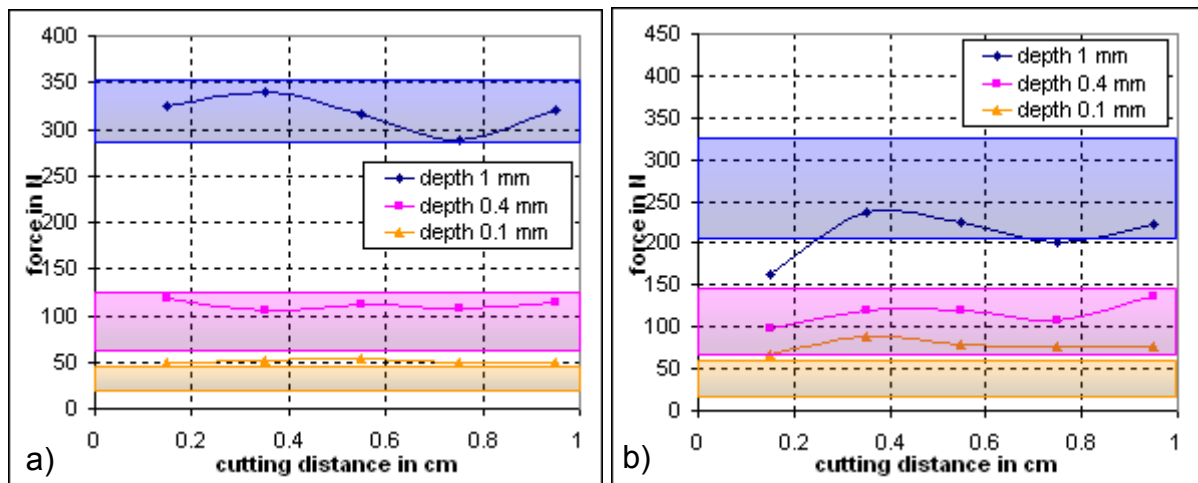 400
350
300
250
200
150
100
50
0
force in N
depth 1 mm
depth 0.4 mm
depth 0.1 mm
0 0.2 0.4 0.6 0.8 1
cutting distance in cm
a)
450
400
350
300
250
200
150
100
50
0
force in N
depth 1 mm
depth 0.4 mm
depth 0.1 mm
0 0.2 0.4 0.6 0.8 1
cutting distance in cm
b)